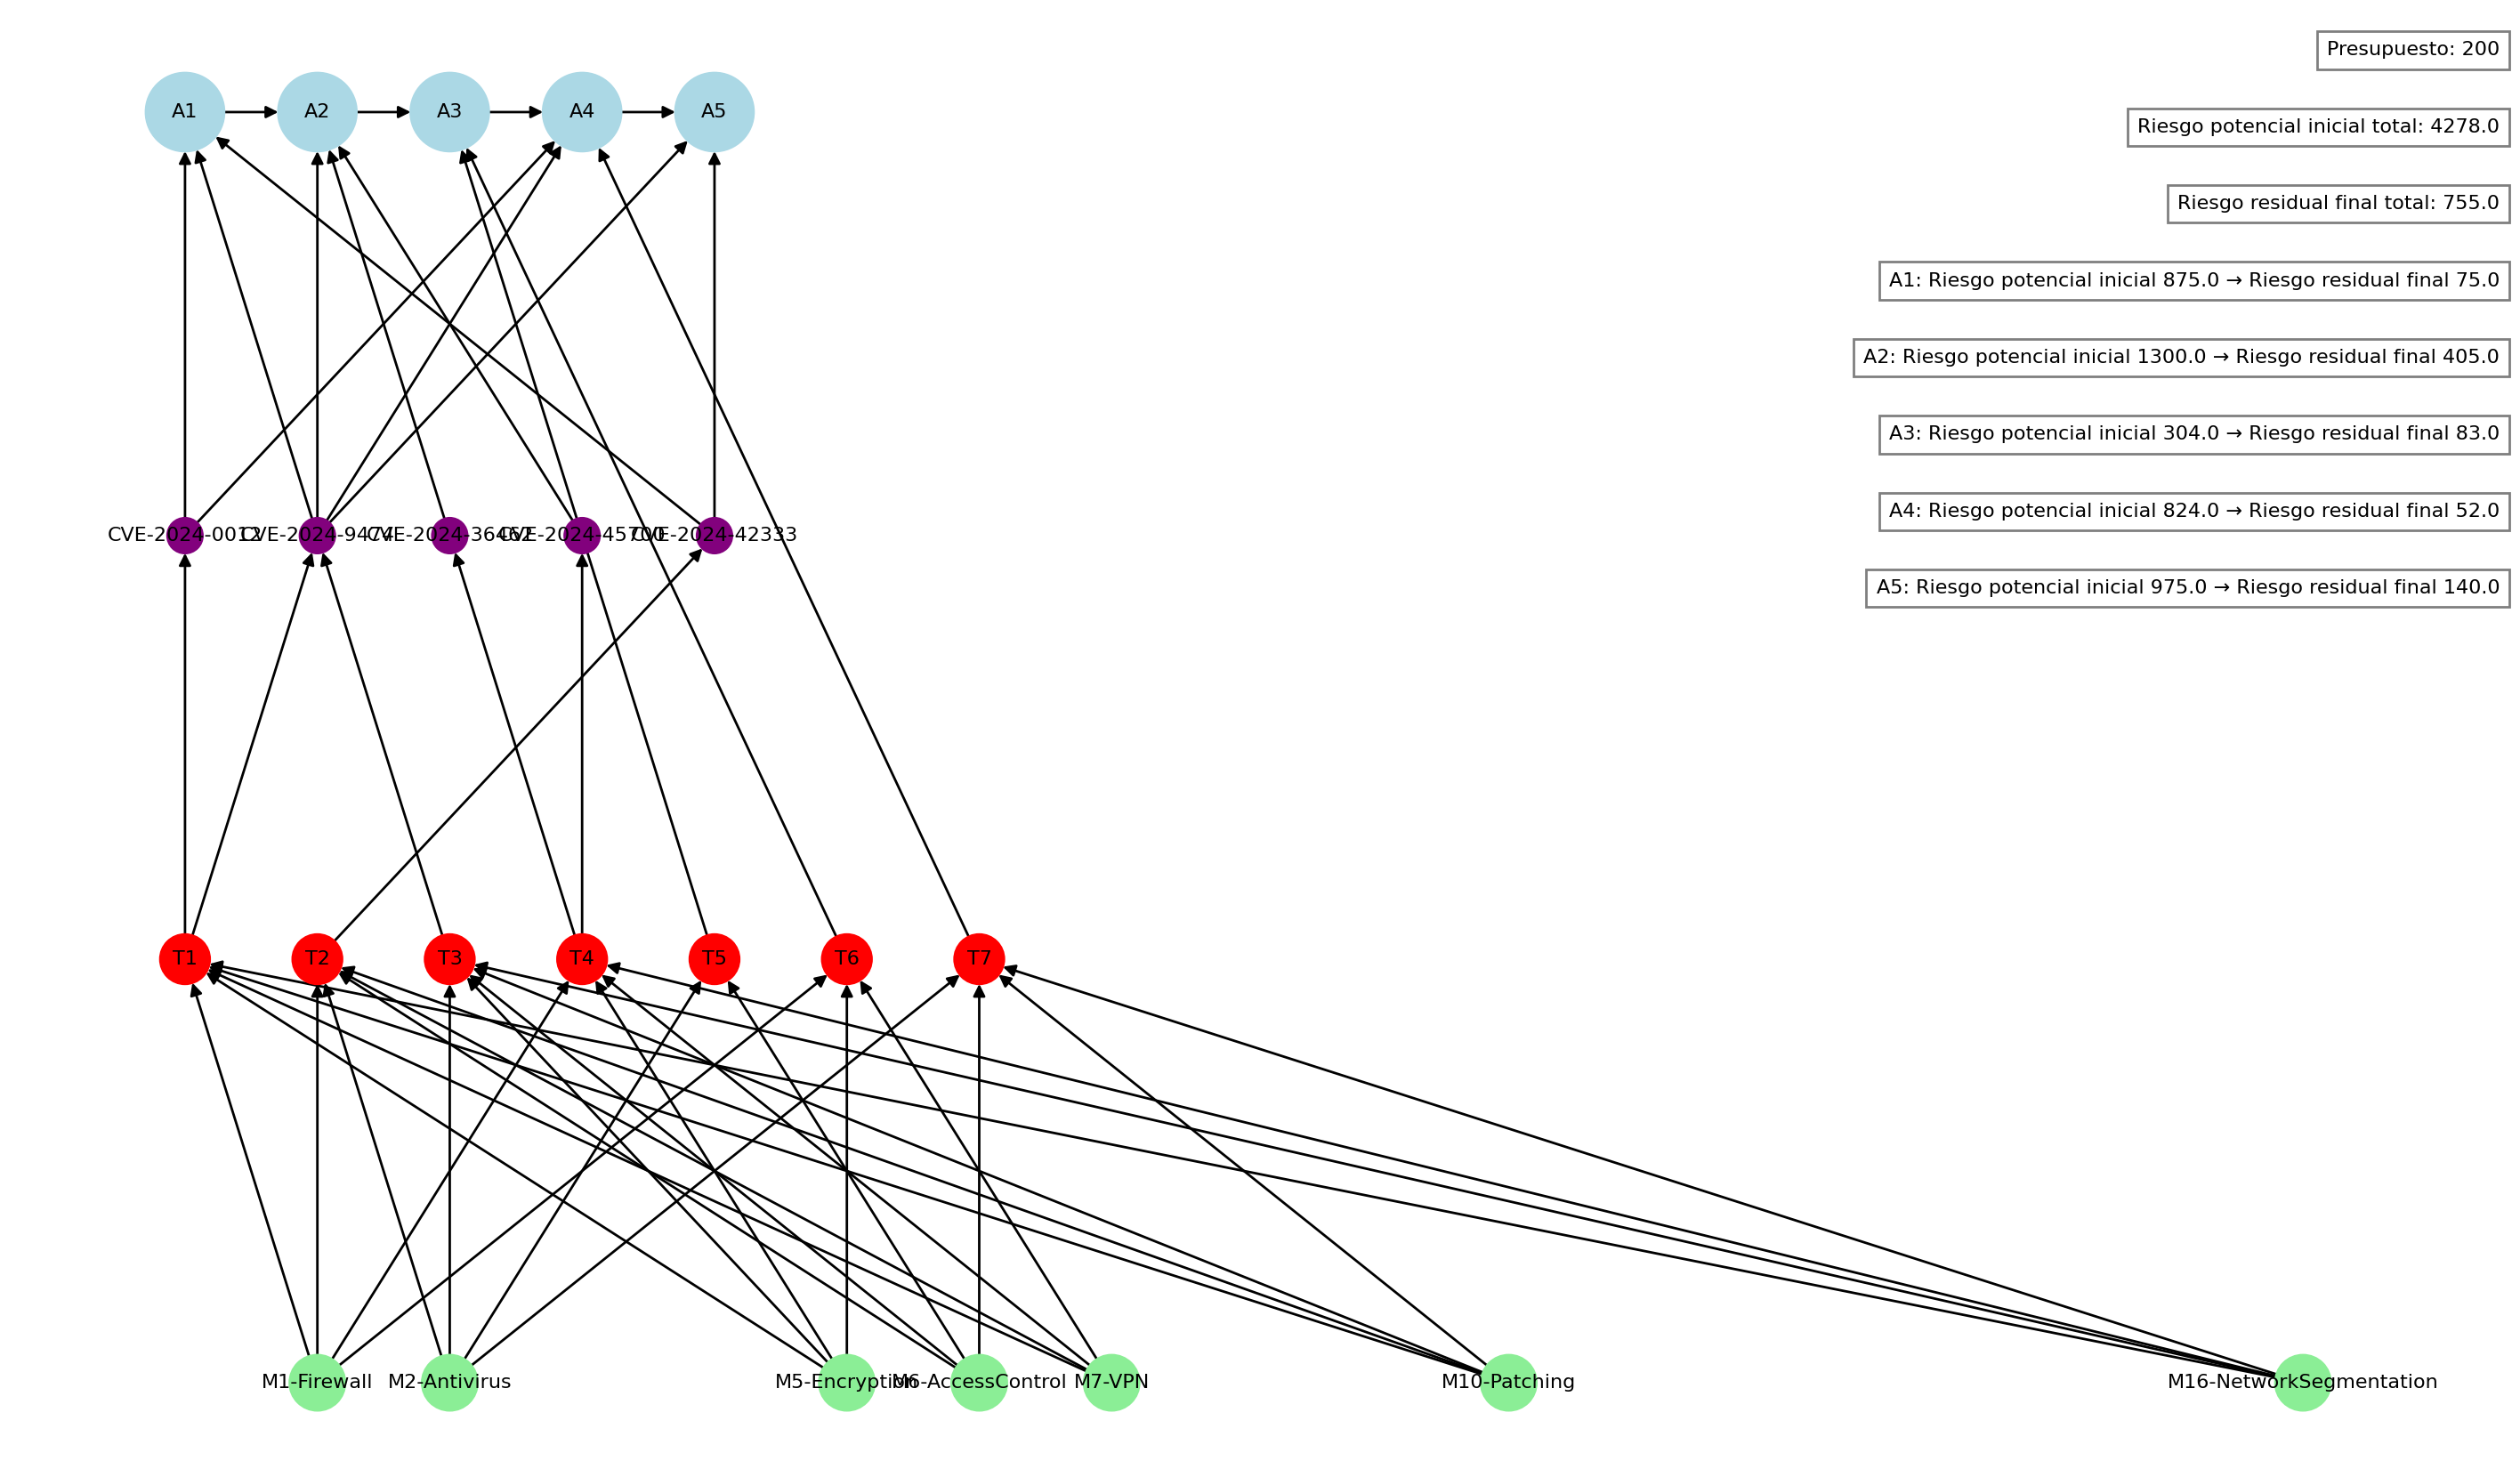 Presupuesto: 200
Riesgo potencial inicial total: 4278.0
Riesgo residual final total: 755.0
A1: Riesgo potencial inicial 875.0 → Riesgo residual final 75.0
A2: Riesgo potencial inicial 1300.0 → Riesgo residual final 405.0
A3: Riesgo potencial inicial 304.0 → Riesgo residual final 83.0
A4: Riesgo potencial inicial 824.0 → Riesgo residual final 52.0
A5: Riesgo potencial inicial 975.0 → Riesgo residual final 140.0
A1
A2
A3
A4
A5
CVE-2024-0012
CVE-2024-9474
CVE-2024-36462
CVE-2024-45700
CVE-2024-42333
T1
T2
T3
T4
T5
T6
T7
M1-Firewall
M2-Antivirus
M5-Encryption
M6-AccessControl
M7-VPN
M10-Patching
M16-NetworkSegmentation